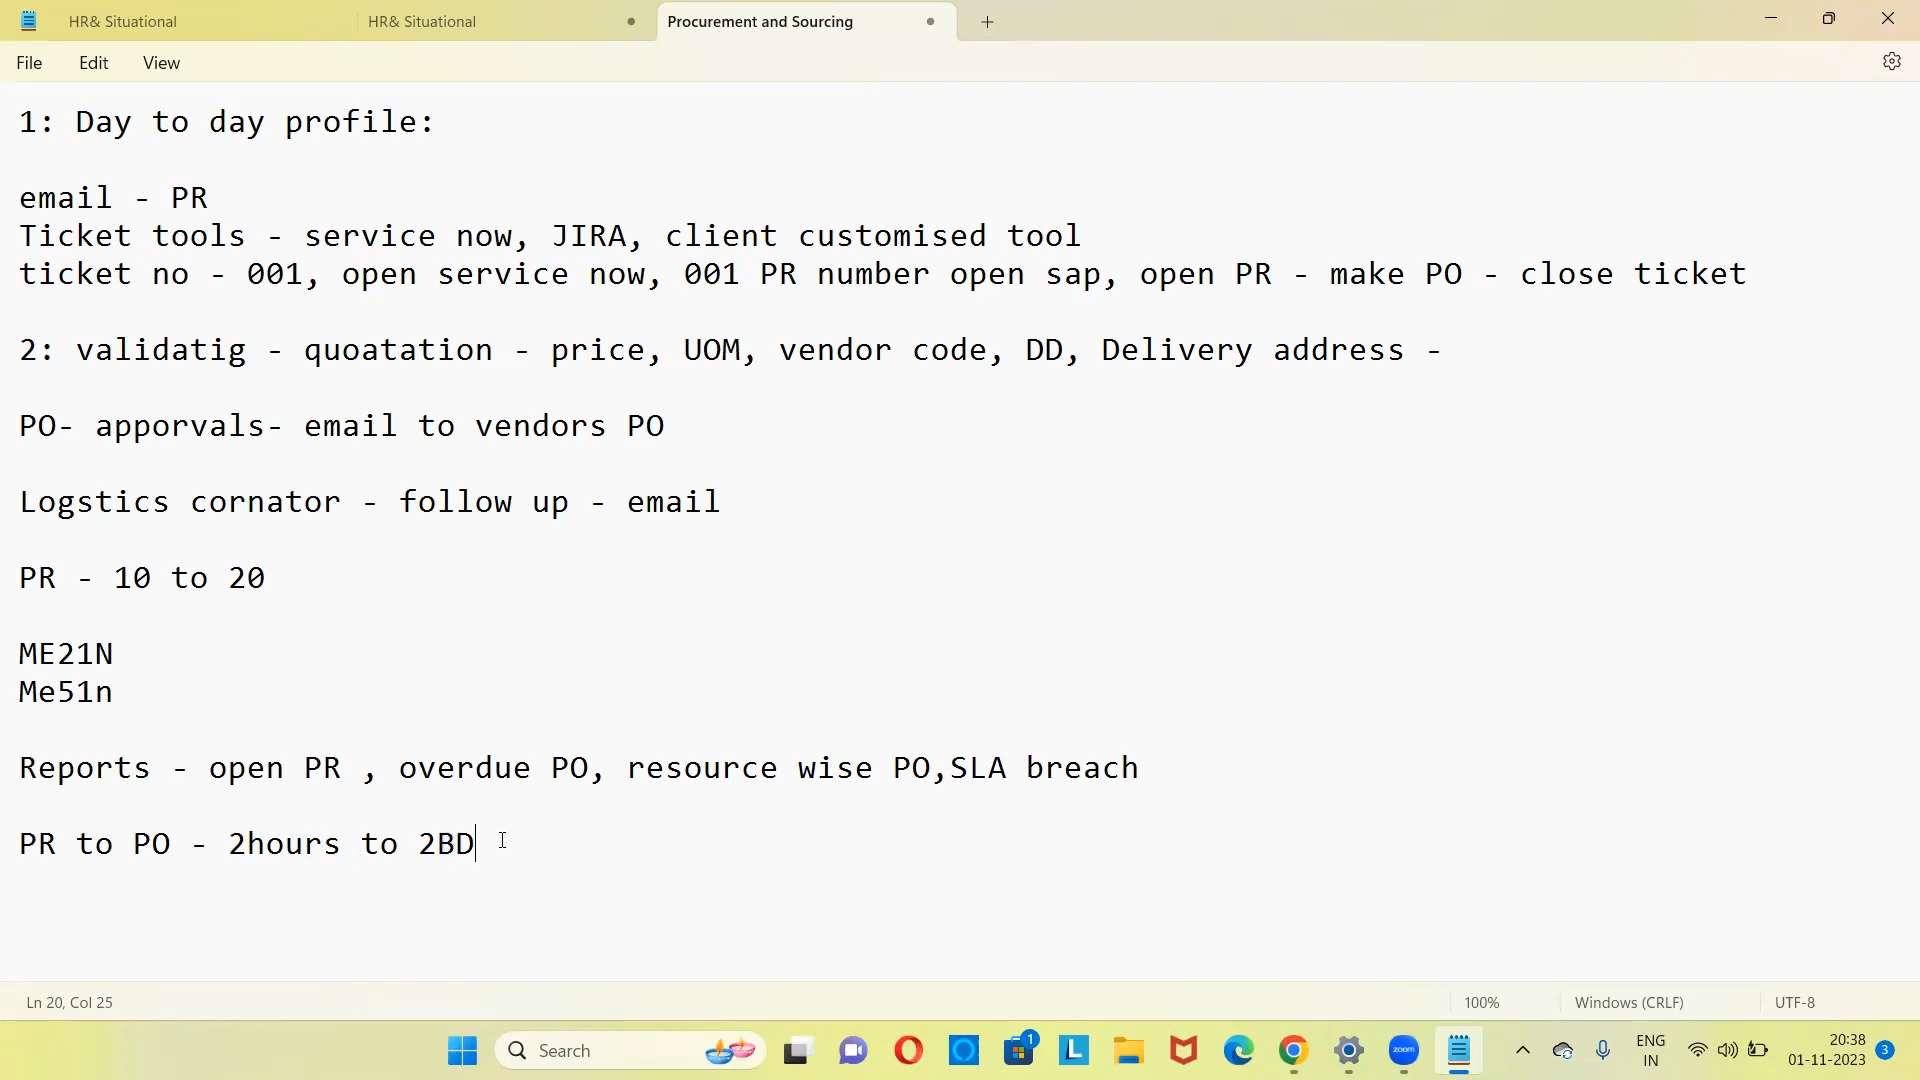 HR& Situational
HR& Situational
Procurement and Sourcing
File
Edit
View
1: Day to day profile:
email - PR
Ticket tools - service now, JIRA, client customised tool
ticket no - 001, open service now, 001 PR number open sap, open PR - make PO - close ticket
2: validatig - quoatation - price, UOM, vendor code, DD, Delivery address -
PO- apporvals- email to vendors PO
Logstics cornator - follow up - email
PR - 10 to 20
ME21N
Me51n
Reports - open PR , overdue PO, resource wise PO,SLA breach
PR to PO - 2hours to 2BD
Ln 20, Col 25
100%
Windows (CRLF)
UTF-8
Search
1
L
zoom
ENG
IN
20:38
01-11-2023
3